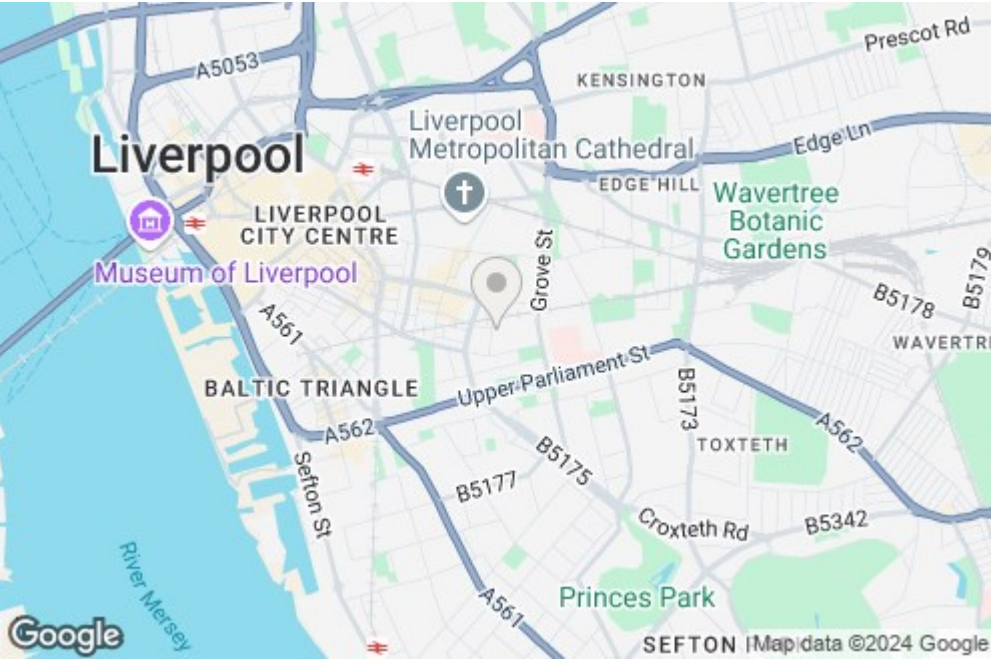 Prescot Rd
A5053
KENSINGTON
Liverpool
Metropolitan Cathedral
Edge Ln
Liverpool
EDGE HILL
Wavertree
Botanic
Gardens
LIVERPOOL
CITY CENTRE
Grove St
B5179
Museum of Liverpool
B5178
A561
WAVERTRE
Upper Parliament St
BALTIC TRIANGLE
B5173
A562
A562
TOXTETH
B5175
Sefton St
B5177
Croxteth Rd
B5342
River Mersey
A561
Princes Park
Google
SEFTON
Map data ©2024 Google